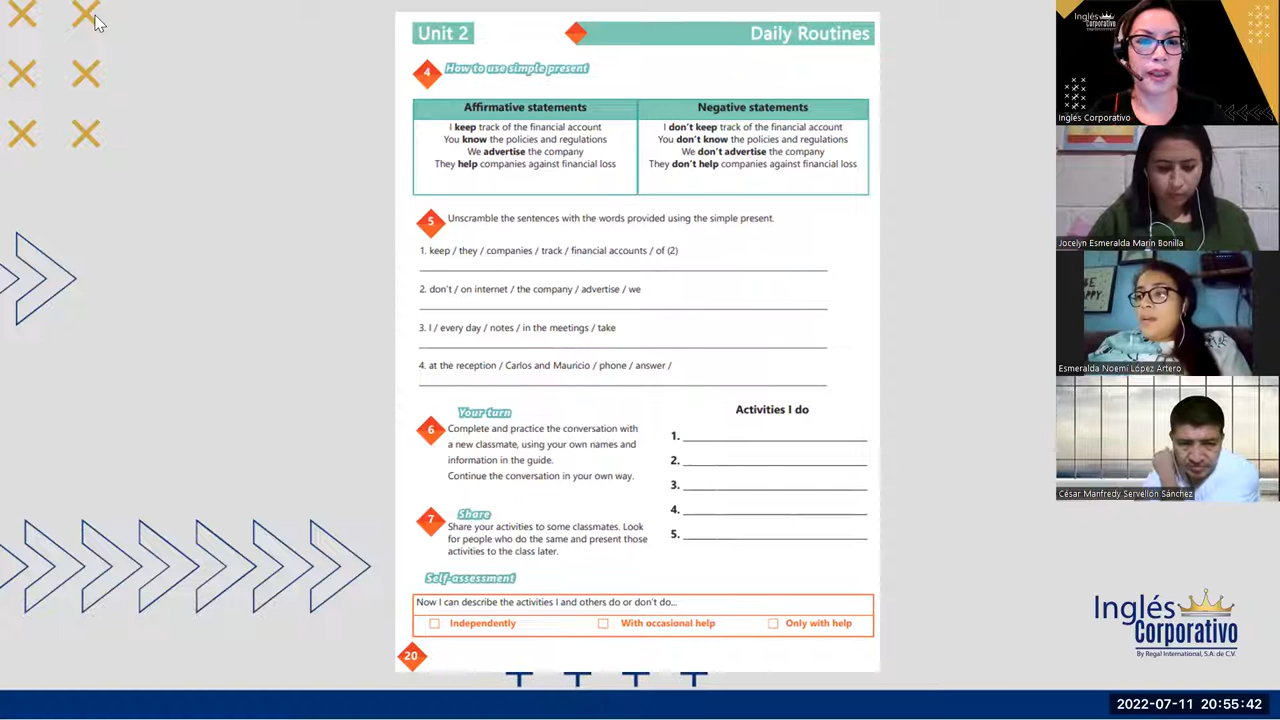 Unit 2
Daily Routines
4 How to use simple present
Affirmative statements
I keep track of the financial account
You know the policies and regulations
We advertise the company
They help companies against financial loss
Negative statements
I don't keep track of the financial account
You don't know the policies and regulations
We don't advertise the company
They don't help companies against financial loss
5 Unscramble the sentences with the words provided using the simple present.
1. keep / they / companies / track / financial accounts / of (2)
2. don't / on internet / the company / advertise / we
3. I / every day / notes / in the meetings / take
4. at the reception / Carlos and Mauricio / phone / answer /
6 Your turn
Complete and practice the conversation with
a new classmate, using your own names and
information in the guide.
Continue the conversation in your own way.
7 Share
Share your activities to some classmates. Look
for people who do the same and present those
activities to the class later.
Activities I do
1.
2.
3.
4.
5.
Self-assessment
Now I can describe the activities I and others do or don't do...
Independently
With occasional help
Only with help
20
Inglés
Corporativo
Inglés Corporativo
Jocelyn Esmeralda Marín Bonilla
Esmeralda Noemí López Artero
César Manfredy Servellón Sánchez
Inglés
Corporativo
By Regal International, S.A. de C.V.
2022-07-11 20:55:42